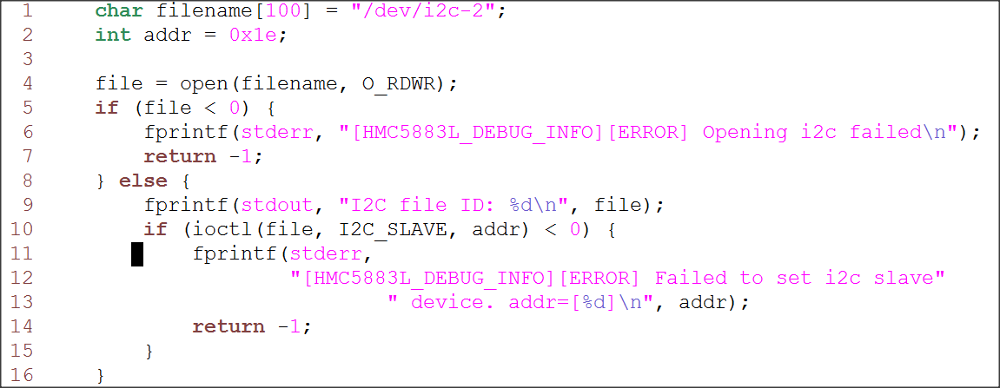 1 char filename[100] = "/dev/i2c-2";
2 int addr = 0x1e;
3
4 file = open(filename, O_RDWR);
5 if (file < 0) {
6 fprintf(stderr, "[HMC5883L_DEBUG_INFO][ERROR] Opening i2c failed\n");
7 return -1;
8 } else {
9 fprintf(stdout, "I2C file ID: %d\n", file);
10 if (ioctl(file, I2C_SLAVE, addr) < 0) {
11 fprintf(stderr,
12 "[HMC5883L_DEBUG_INFO][ERROR] Failed to set i2c slave"
13 " device. addr=[%d]\n", addr);
14 return -1;
15 }
16 }